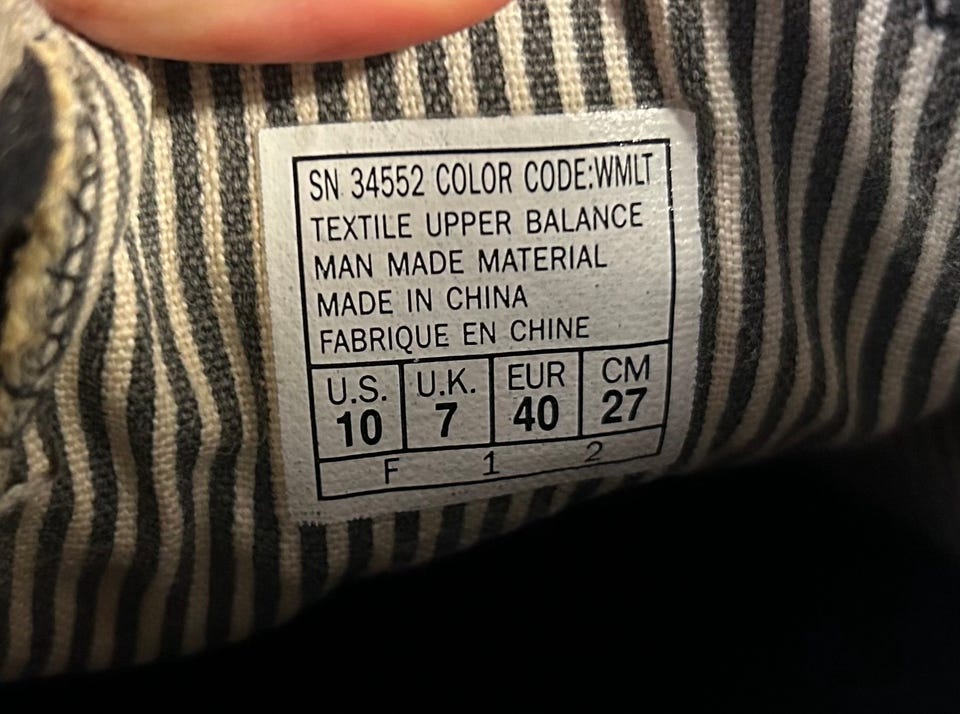 SN 34552 COLOR CODE:WMLT
TEXTILE UPPER BALANCE
MAN MADE MATERIAL
MADE IN CHINA
FABRIQUE EN CHINE
U.S. U.K. EUR CM
10 7 40 27
F 1 2